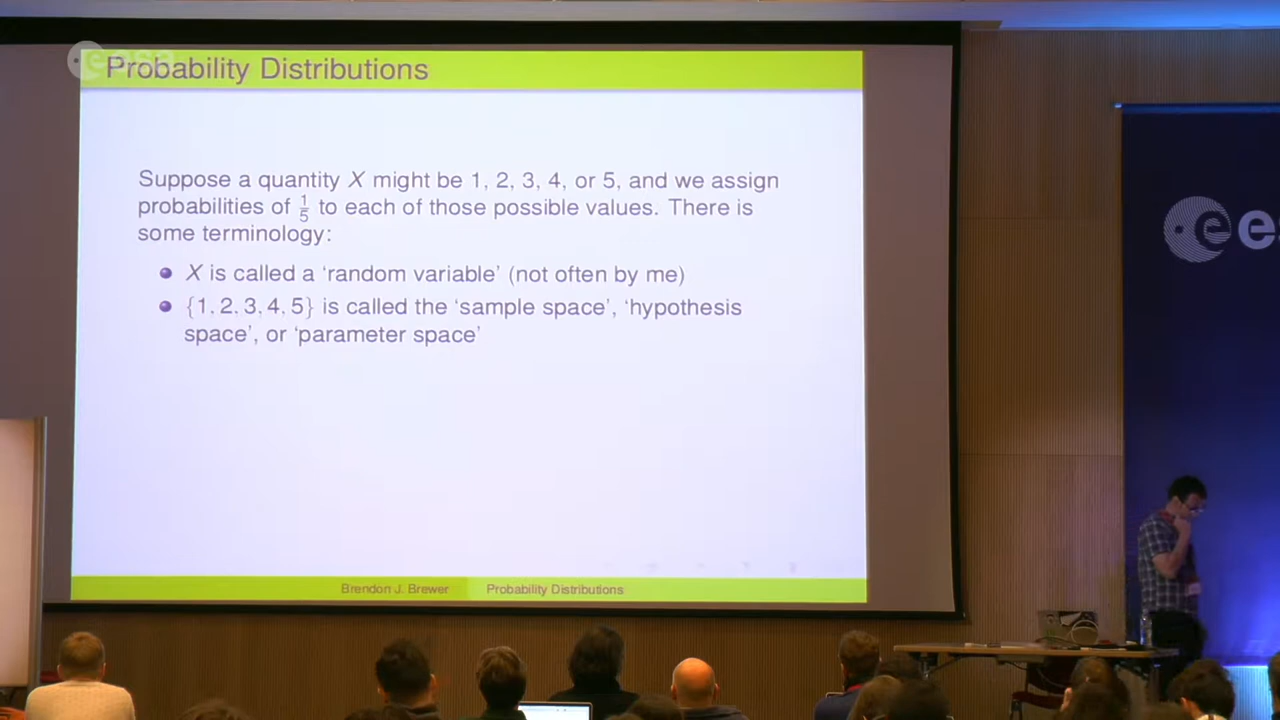 esa
Probability Distributions
Suppose a quantity X might be 1, 2, 3, 4, or 5, and we assign
probabilities of 1/5 to each of those possible values. There is
some terminology:
X is called a ‘random variable’ (not often by me)
{1, 2, 3, 4, 5} is called the ‘sample space’, ‘hypothesis
space’, or ‘parameter space’
Brendon J. Brewer Probability Distributions